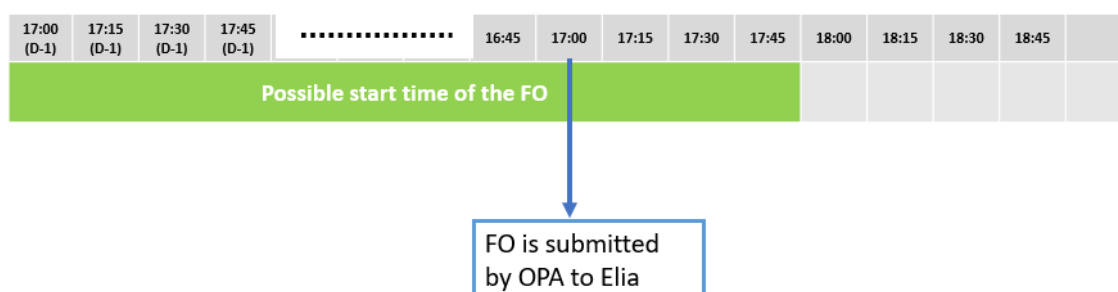 17:00 (D-1) 17:15 (D-1) 17:30 (D-1) 17:45 (D-1) ................. 16:45 17:00 17:15 17:30 17:45 18:00 18:15 18:30 18:45
Possible start time of the FO
FO is submitted
by OPA to Elia